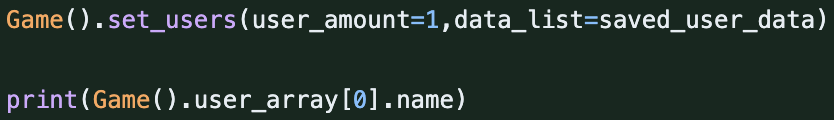 Game().set_users(user_amount=1,data_list=saved_user_data)
print(Game().user_array[0].name)